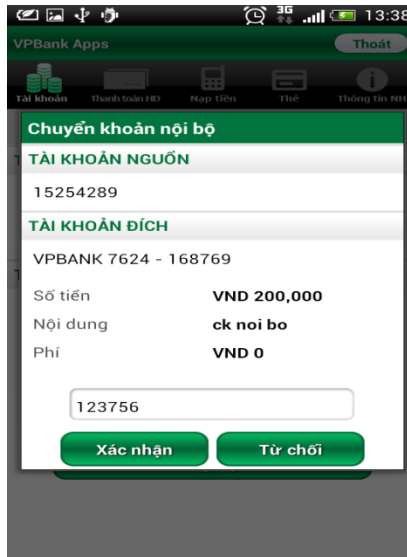 3G 13:38
VPBank Apps Thoát
Tài khoản Thanh toán HD Nạp tiền Thẻ Thông tin NH
Chuyển khoản nội bộ
TÀI KHOẢN NGUỒN
15254289
TÀI KHOẢN ĐÍCH
VPBANK 7624 - 168769
Số tiền VND 200,000
Nội dung ck noi bo
Phí VND 0
123756
Xác nhận Từ chối